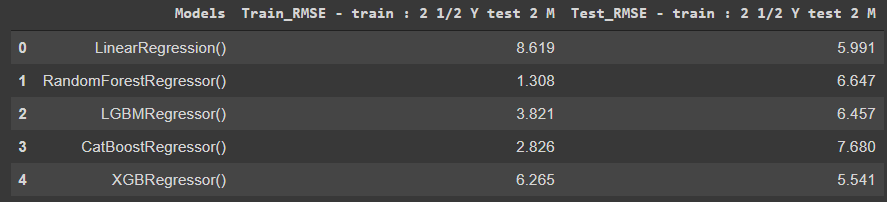 Models Train_RMSE - train : 2 1/2 Y test 2 M Test_RMSE - train : 2 1/2 Y test 2 M
0 LinearRegression() 8.619 5.991
1 RandomForestRegressor() 1.308 6.647
2 LGBMRegressor() 3.821 6.457
3 CatBoostRegressor() 2.826 7.680
4 XGBRegressor() 6.265 5.541